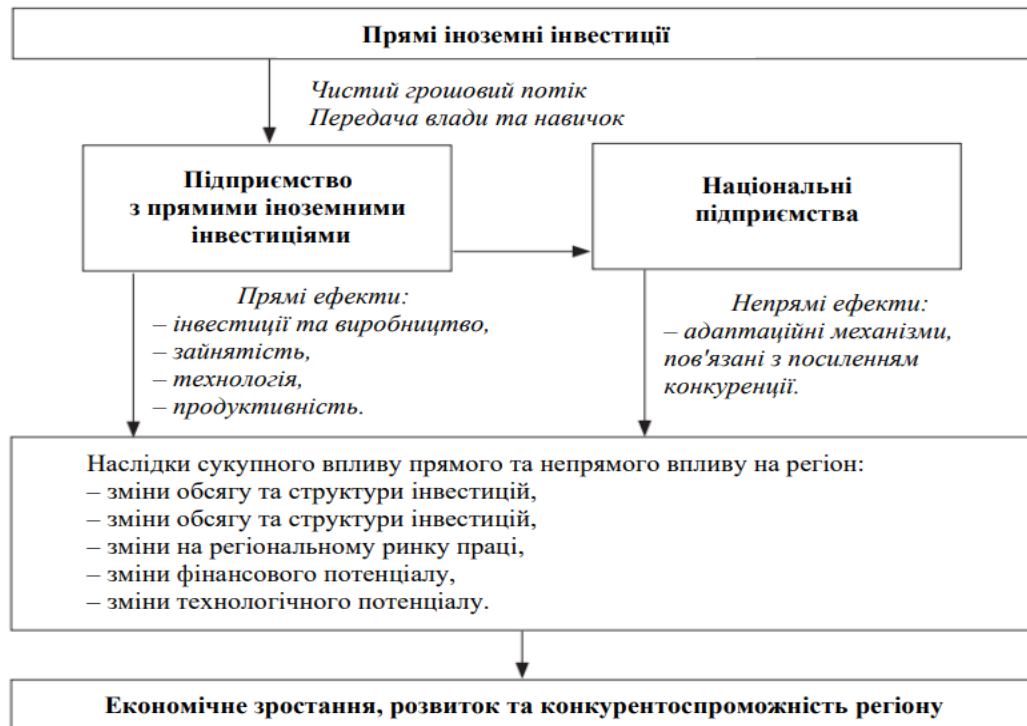 Прямі іноземні інвестиції
Чистий грошовий потік
Передача влади та навичок
Підприємство
з прямими іноземними
інвестиціями
Національні
підприємства
Прямі ефекти:
– інвестиції та виробництво,
– зайнятість,
– технологія,
– продуктивність.
Непрямі ефекти:
– адаптаційні механізми,
пов'язані з посиленням
конкуренції.
Наслідки сукупного впливу прямого та непрямого впливу на регіон:
– зміни обсягу та структури інвестицій,
– зміни обсягу та структури інвестицій,
– зміни на регіональному ринку праці,
– зміни фінансового потенціалу,
– зміни технологічного потенціалу.
Економічне зростання, розвиток та конкурентоспроможність регіону